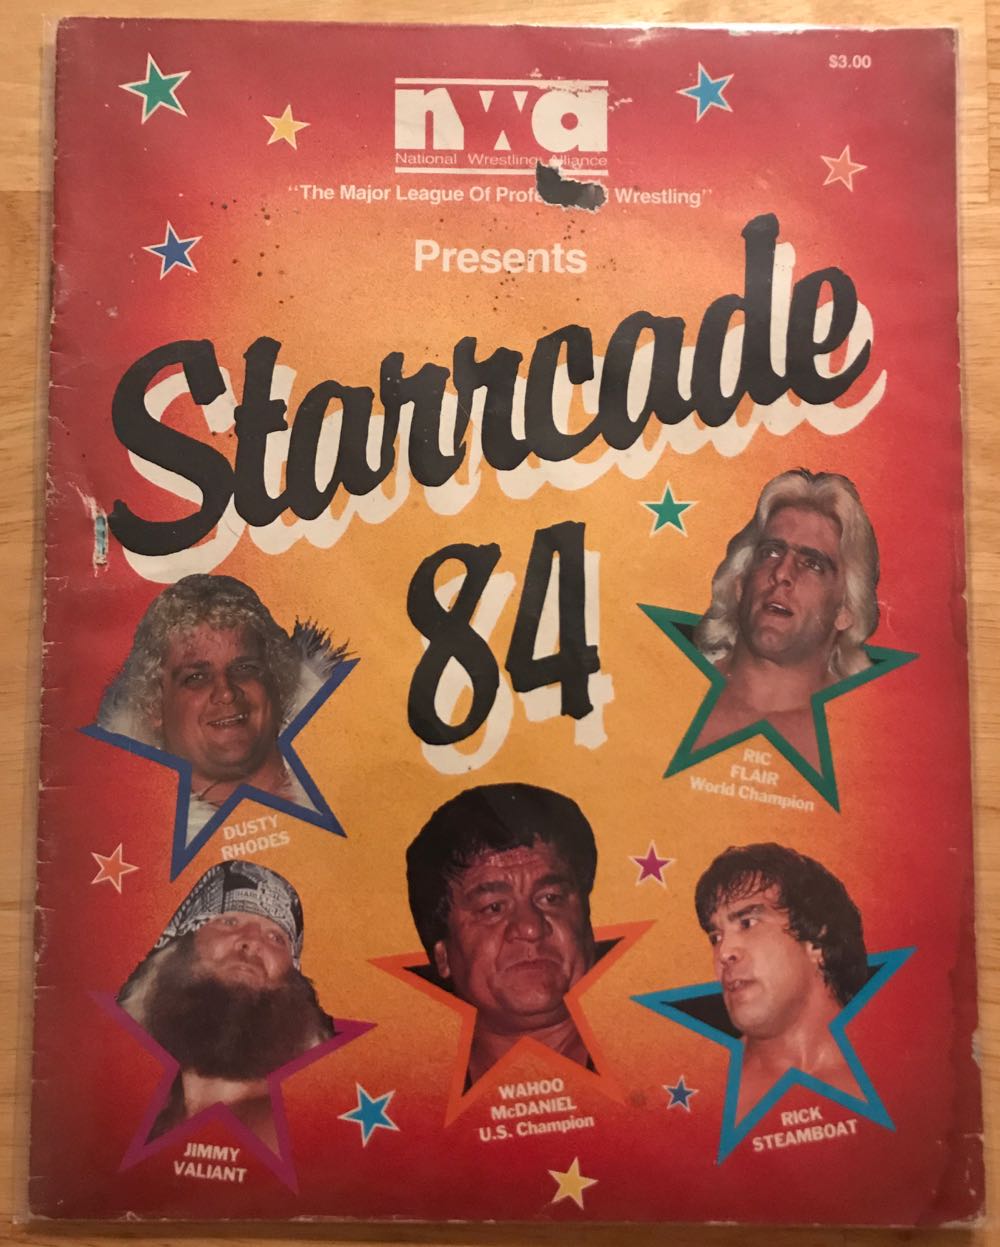 $3.00
nwa
National Wrestling Alliance
"The Major League Of Wrestling"
Presents
Starrcade
84
RIC
FLAIR
World Champion
DUSTY
RHODES
WAHOO
McDANIEL
U.S. Champion
RICK
STEAMBOAT
JIMMY
VALIANT